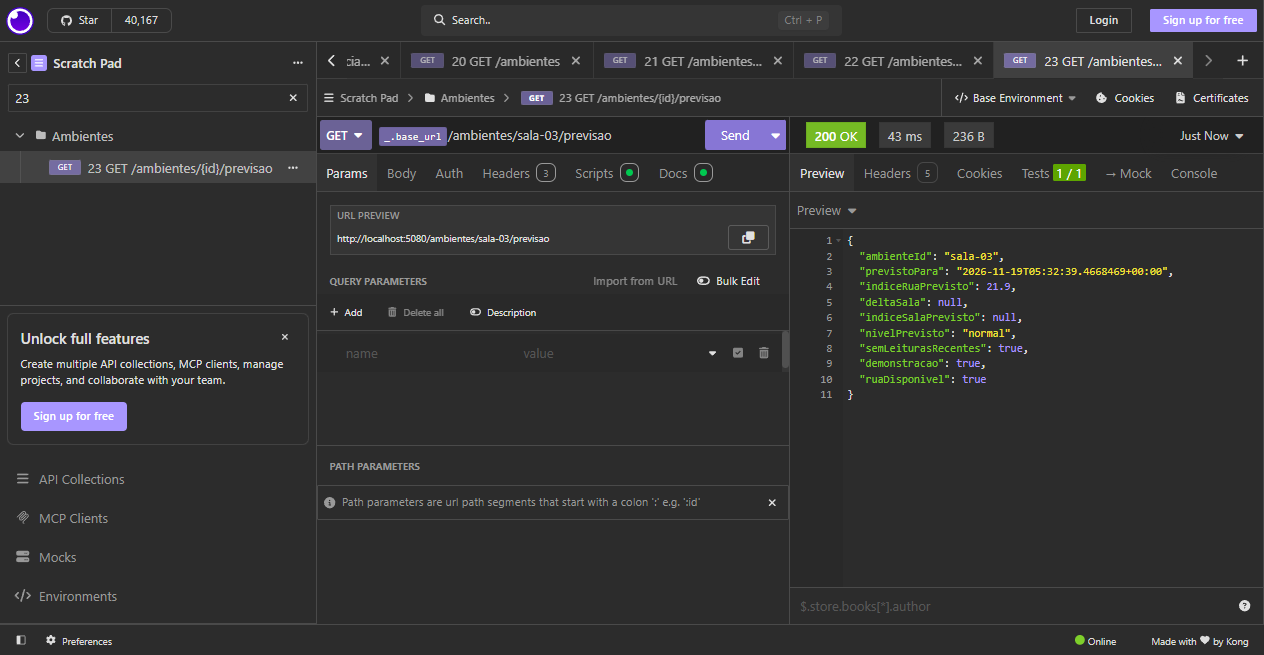 Star 40,167
Search..
Ctrl + P
Login
Sign up for free
Scratch Pad
23
Ambientes
GET 23 GET /ambientes/{id}/previsao
Unlock full features
Create multiple API collections, MCP clients, manage
projects, and collaborate with your team.
Sign up for free
API Collections
MCP Clients
Mocks
Environments
Preferences
cia...
GET 20 GET /ambientes
GET 21 GET /ambientes...
GET 22 GET /ambientes...
GET 23 GET /ambientes...
Scratch Pad
Ambientes
GET 23 GET /ambientes/{id}/previsao
Base Environment
Cookies
Certificates
GET _.base_url/ambientes/sala-03/previsao
Send
Params
Body
Auth
Headers 3
Scripts
Docs
URL PREVIEW
http://localhost:5080/ambientes/sala-03/previsao
QUERY PARAMETERS
Import from URL
Bulk Edit
Add
Delete all
Description
name
value
PATH PARAMETERS
Path parameters are url path segments that start with a colon ':' e.g. ':id'
200 OK
43 ms
236 B
Just Now
Preview
Headers 5
Cookies
Tests 1 / 1
→ Mock
Console
Preview
1 {
2 "ambienteId": "sala-03",
3 "previstoPara": "2026-11-19T05:32:39.4668469+00:00",
4 "indiceRuaPrevisto": 21.9,
5 "deltaSala": null,
6 "indiceSalaPrevisto": null,
7 "nivelPrevisto": "normal",
8 "semLeiturasRecentes": true,
9 "demonstracao": true,
10 "ruaDisponivel": true
11 }
$.store.books[*].author
Online
Made with ❤ by Kong